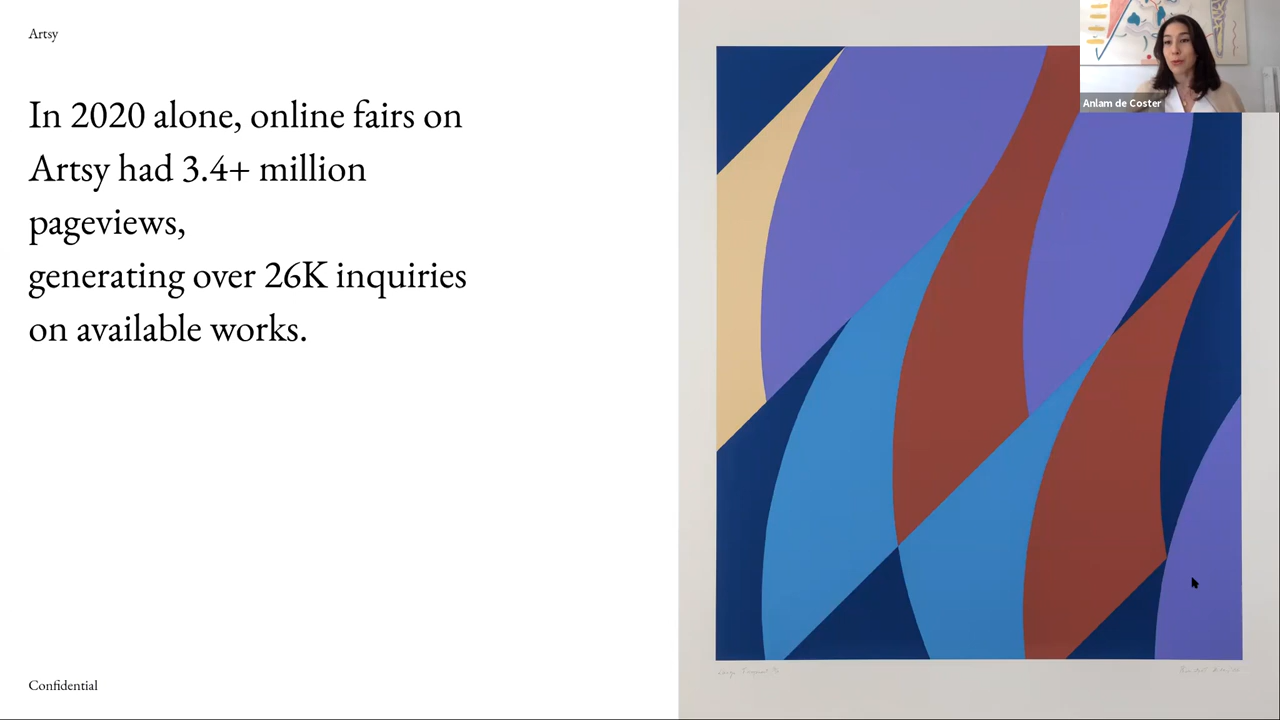 Artsy
In 2020 alone, online fairs on
Artsy had 3.4+ million
pageviews,
generating over 26K inquiries
on available works.
Confidential
Anlam de Coster